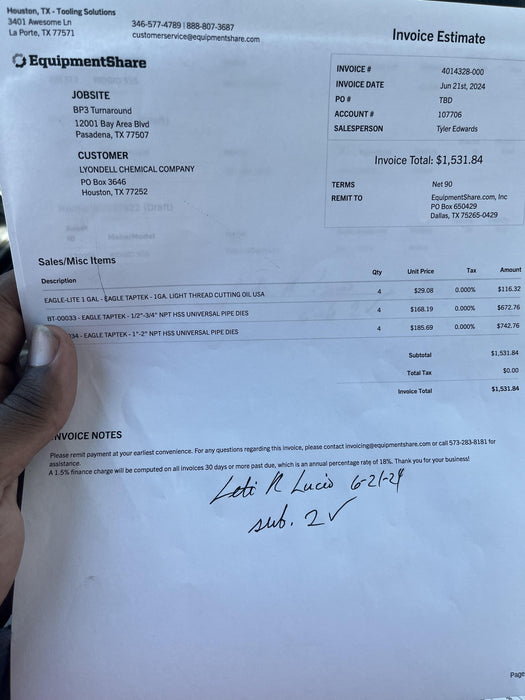 Houston, TX - Tooling Solutions
3401 Awesome Ln
La Porte, TX 77571
346-577-4789 | 888-807-3687
customerservice@equipmentshare.com
Invoice Estimate
EquipmentShare
JOBSITE
BP3 Turnaround
12001 Bay Area Blvd
Pasadena, TX 77507
CUSTOMER
LYONDELL CHEMICAL COMPANY
PO Box 3646
Houston, TX 77252
INVOICE # 4014328-000
INVOICE DATE Jun 21st, 2024
PO # TBD
ACCOUNT # 107706
SALESPERSON Tyler Edwards
Invoice Total: $1,531.84
TERMS Net 90
REMIT TO EquipmentShare.com, Inc
PO Box 650429
Dallas, TX 75265-0429
Sales/Misc Items
Description Qty Unit Price Tax Amount
EAGLE-LITE 1 GAL - EAGLE TAPTEK - 1GA. LIGHT THREAD CUTTING OIL USA 4 $29.08 0.000% $116.32
BT-00033 - EAGLE TAPTEK - 1/2"-3/4" NPT HSS UNIVERSAL PIPE DIES 4 $168.19 0.000% $672.76
34 - EAGLE TAPTEK - 1"-2" NPT HSS UNIVERSAL PIPE DIES 4 $185.69 0.000% $742.76
Subtotal $1,531.84
Total Tax $0.00
Invoice Total $1,531.84
NVOICE NOTES
Please remit payment at your earliest convenience. For any questions regarding this invoice, please contact invoicing@equipmentshare.com or call 573-283-8181 for
assistance.
A 1.5% finance charge will be computed on all invoices 30 days or more past due, which is an annual percentage rate of 18%. Thank you for your business!
Leti R Lucio 6-21-24
sub. 2 ✓
Page